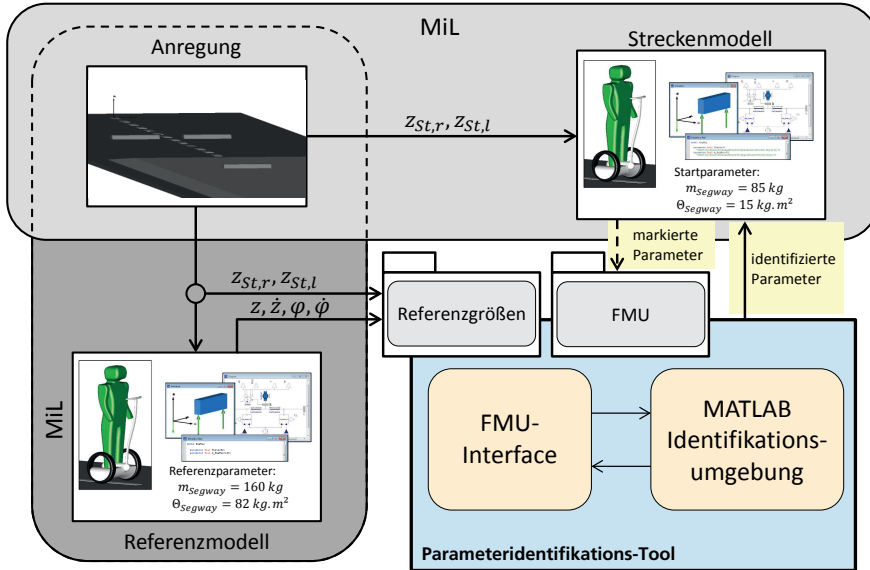 MiL
Anregung
Streckenmodell
z_{St,r}, z_{St,l}
Startparameter:
m_{Segway} = 85 kg
Θ_{Segway} = 15 kg.m²
markierte
Parameter
identifizierte
Parameter
z_{St,r}, z_{St,l}
z, ż, φ, φ̇
Referenzgrößen
FMU
MiL
Referenzparameter:
m_{Segway} = 160 kg
Θ_{Segway} = 82 kg.m²
Referenzmodell
FMU-
Interface
MATLAB
Identifikations-
umgebung
Parameteridentifikations-Tool